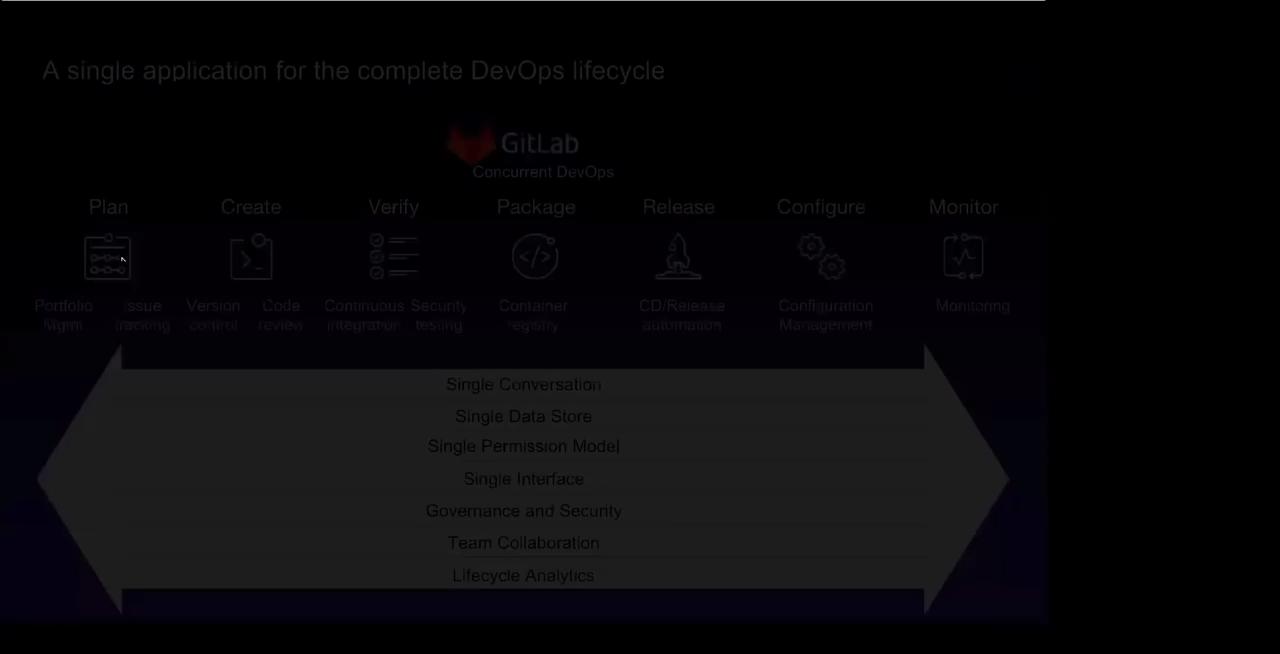 A single application for the complete DevOps lifecycle
GitLab
Concurrent DevOps
Plan Create Verify Package Release Configure Monitor
Portfolio Issue Version Code Continuous Security Container CD/Release Configuration Monitoring
Mgmt tracking control review integration testing registry automation Management
Single Conversation
Single Data Store
Single Permission Model
Single Interface
Governance and Security
Team Collaboration
Lifecycle Analytics